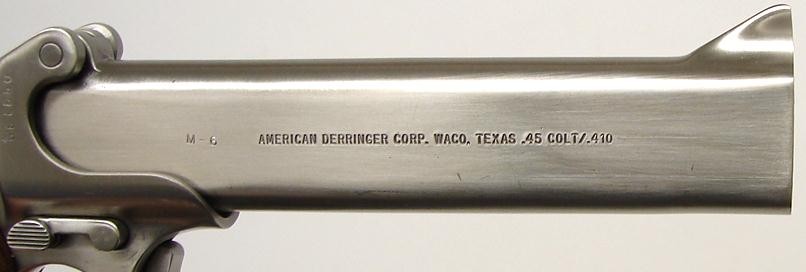 M-6 AMERICAN DERRINGER CORP. WACO, TEXAS .45 COLT/.410